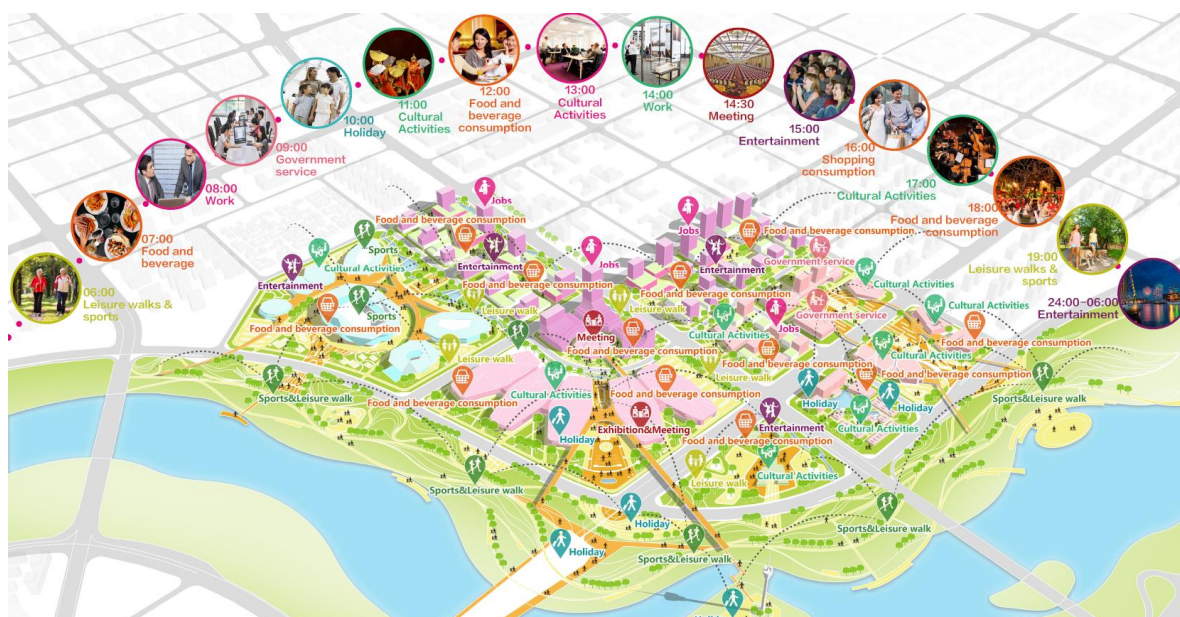 06:00
Leisure walks &
sports
07:00
Food and
beverage
08:00
Work
09:00
Government
service
10:00
Holiday
11:00
Cultural
Activities
12:00
Food and
beverage
consumption
13:00
Cultural
Activities
14:00
Work
14:30
Meeting
15:00
Entertainment
16:00
Shopping
consumption
17:00
Cultural Activities
18:00
Food and beverage
consumption
19:00
Leisure walks &
sports
24:00-06:00
Entertainment
Jobs
Food and beverage consumption
Jobs
Food and beverage consumption
Sports
Cultural Activities
Entertainment
Jobs
Entertainment
Government service
Entertainment
Food and beverage consumption
Food and beverage consumption
Cultural Activities
Sports
Leisure walk
Leisure walk
Government service
Cultural Activities
Food and beverage consumption
Meeting
Cultural Activities
Jobs
Food and beverage consumption
Leisure walk
Food and beverage consumption
Cultural Activities
Food and beverage consumption
Leisure walk
Food and beverage consumption
Sports&Leisure walk
Food and beverage consumption
Cultural Activities
Food and beverage consumption
Holiday
Holiday
Sports&Leisure walk
Holiday
Exhibition&Meeting
Entertainment
Cultural Activities
Food and beverage consumption
Sports&Leisure walk
Leisure walk
Cultural Activities
Holiday
Sports&Leisure walk
Holiday
Sports&Leisure walk